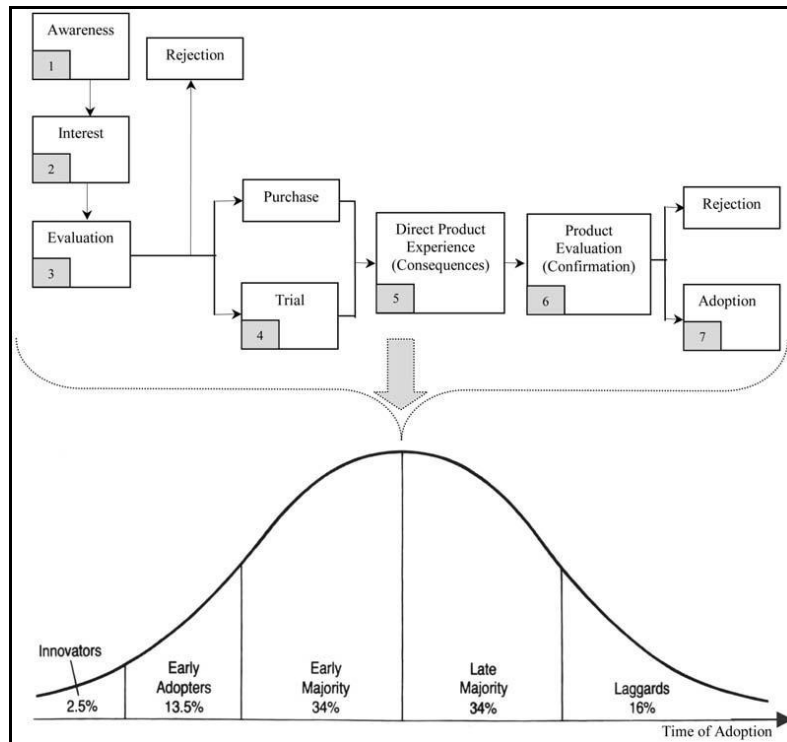 Awareness
1
Rejection
Interest
2
Evaluation
3
Purchase
Trial
4
Direct Product
Experience
(Consequences)
5
Product
Evaluation
(Confirmation)
6
Rejection
Adoption
7
Innovators
2.5%
Early
Adopters
13.5%
Early
Majority
34%
Late
Majority
34%
Laggards
16%
Time of Adoption